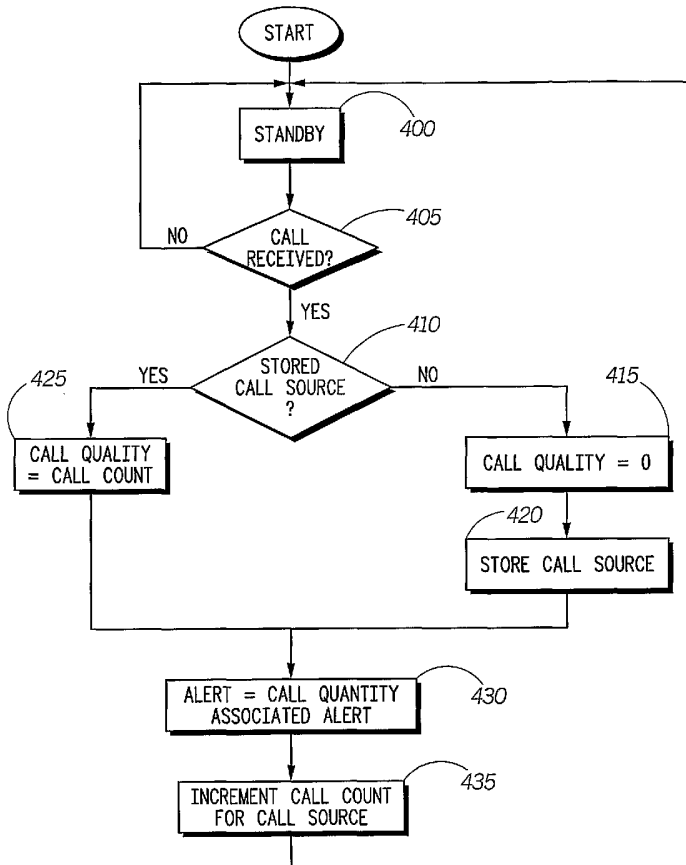 START
STANDBY
400
CALL
RECEIVED?
405
NO
YES
STORED
CALL SOURCE
?
410
YES
NO
425
CALL QUALITY
= CALL COUNT
415
CALL QUALITY = 0
420
STORE CALL SOURCE
ALERT = CALL QUANTITY
ASSOCIATED ALERT
430
INCREMENT CALL COUNT
FOR CALL SOURCE
435